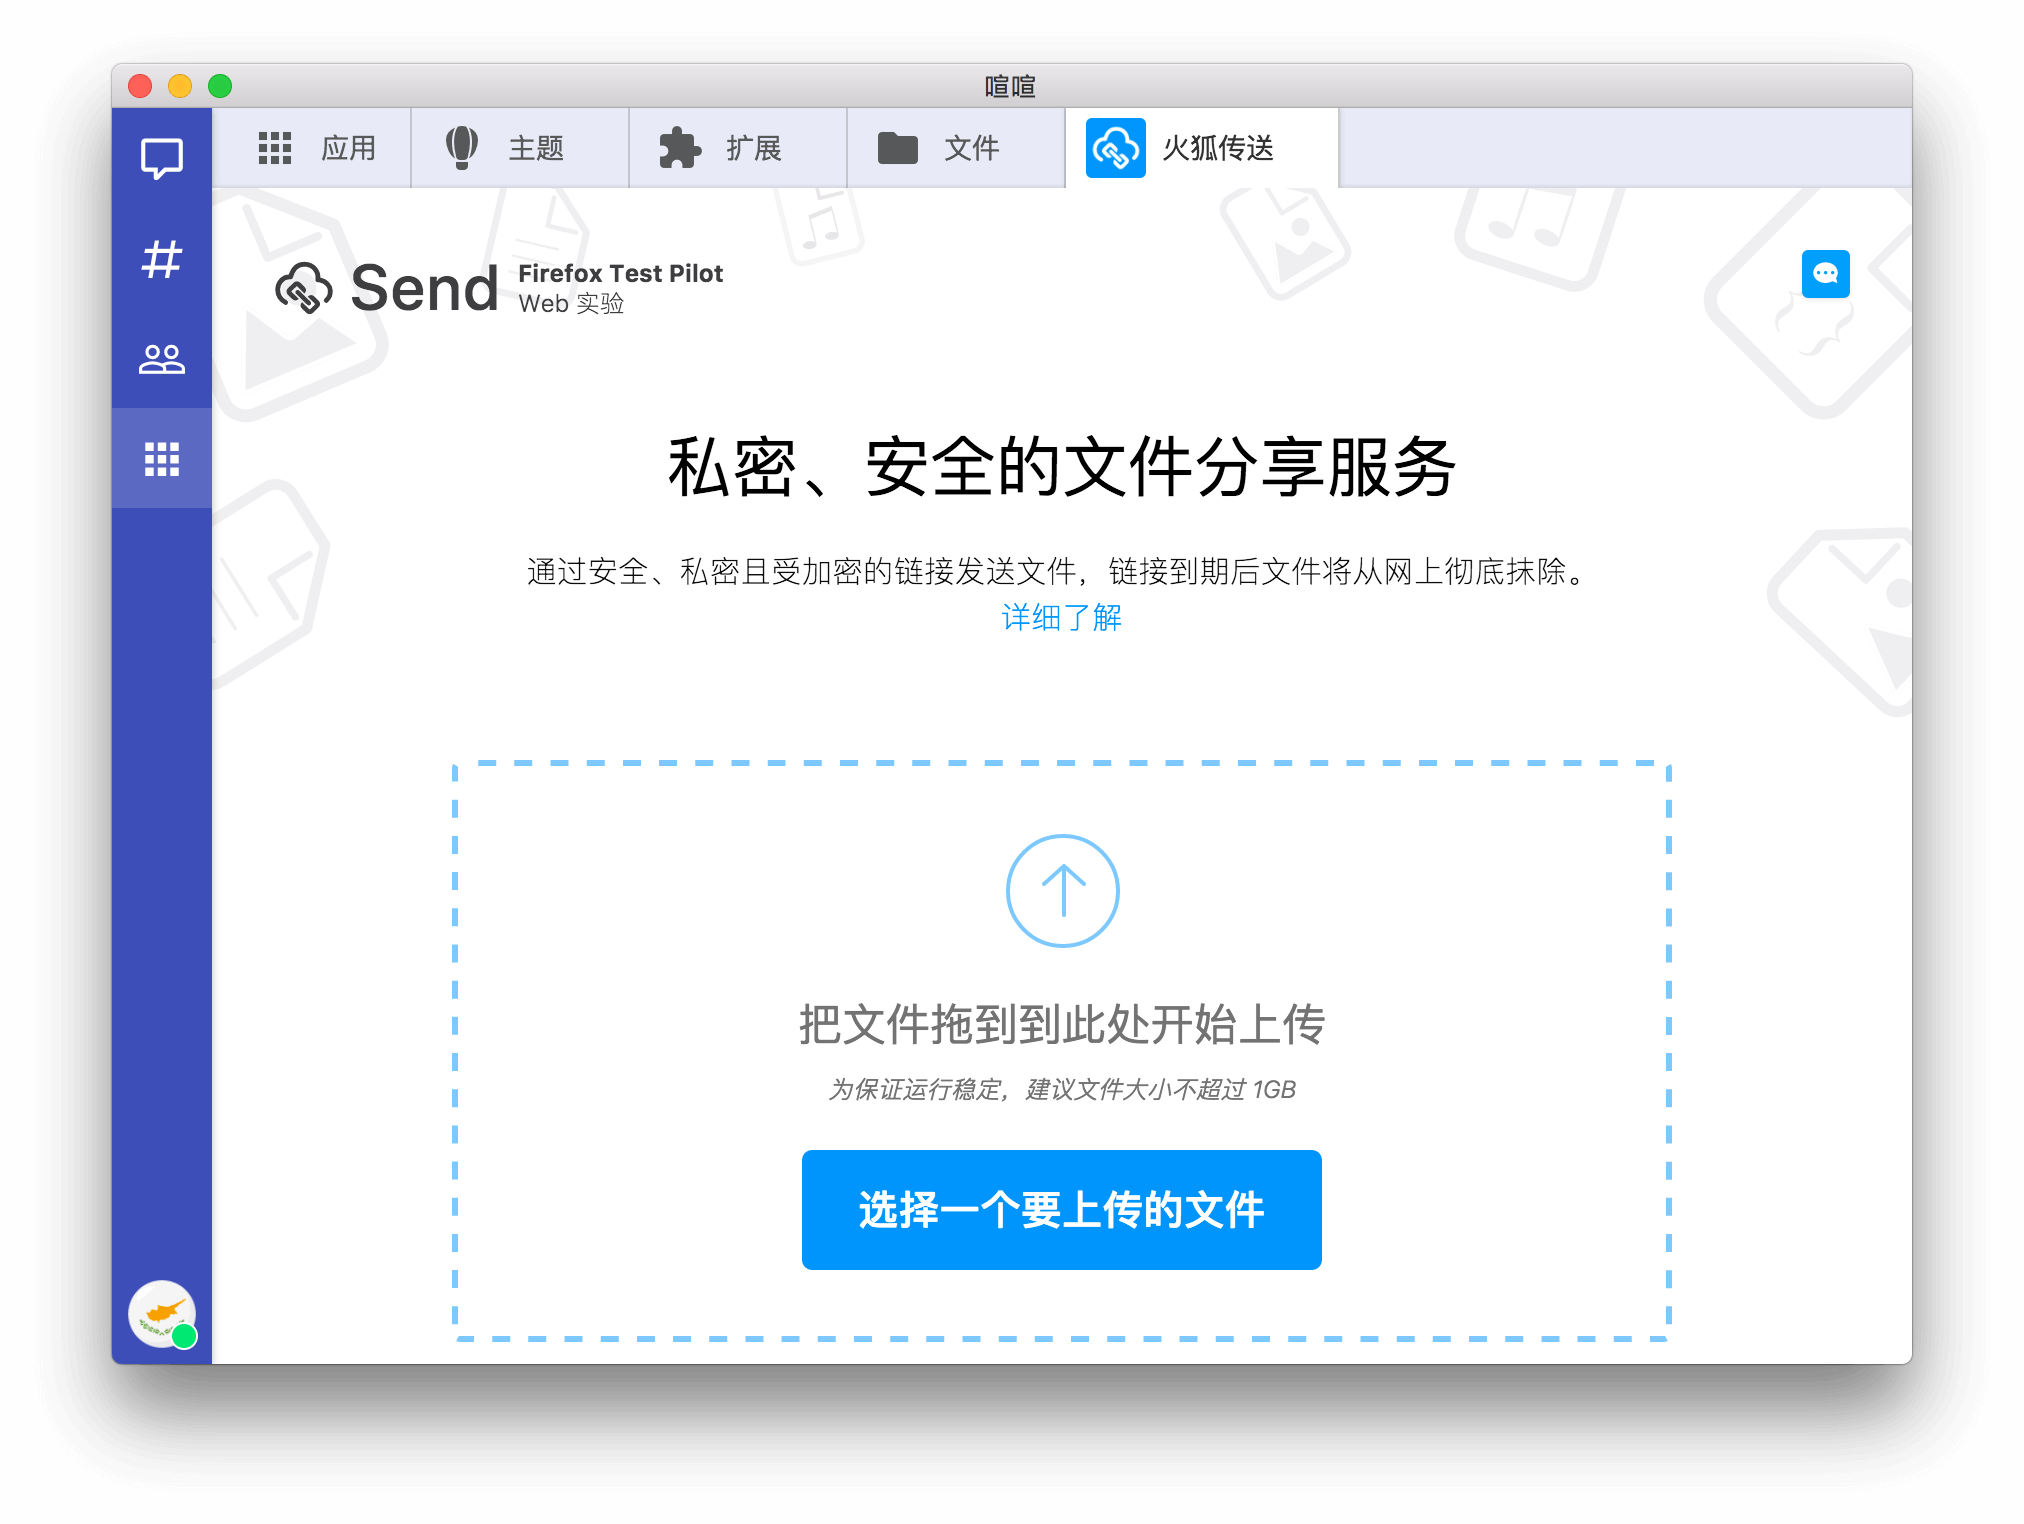 喧喧
应用
主题
扩展
文件
火狐传送
Send
Firefox Test Pilot
Web 实验
私密、安全的文件分享服务
通过安全、私密且受加密的链接发送文件，链接到期后文件将从网上彻底抹除。
详细了解
把文件拖到到此处开始上传
为保证运行稳定，建议文件大小不超过 1GB
选择一个要上传的文件